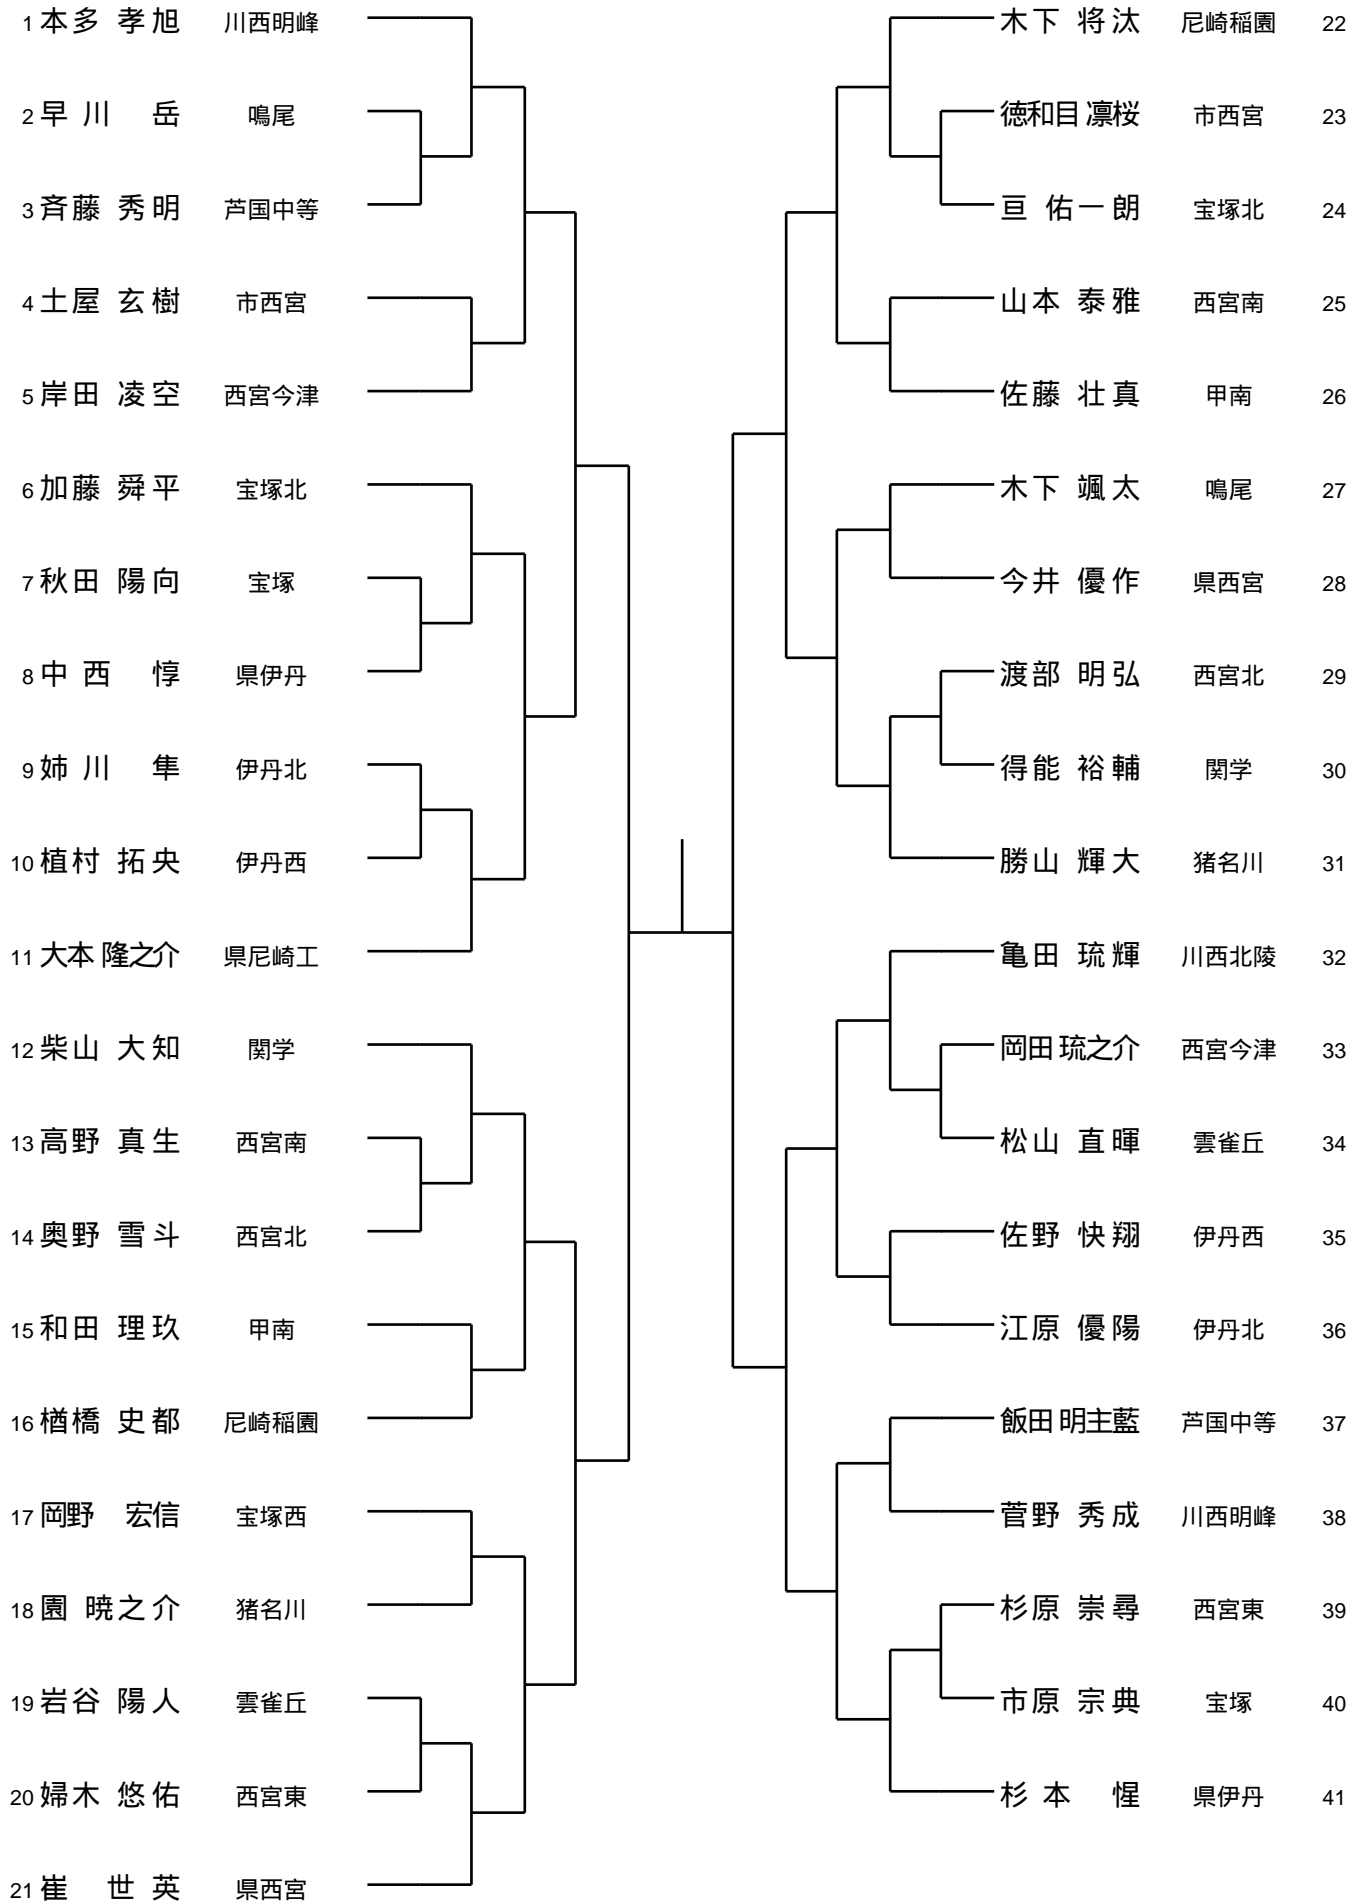 1 本多 孝旭 川西明峰
2 早川 岳 鳴尾
3 斉藤 秀明 芦国中等
4 土屋 玄樹 市西宮
5 岸田 凌空 西宮今津
6 加藤 舜平 宝塚北
7 秋田 陽向 宝塚
8 中西 惇 県伊丹
9 姉川 隼 伊丹北
10 植村 拓央 伊丹西
11 大本 隆之介 県尼崎工
12 柴山 大知 関学
13 高野 真生 西宮南
14 奥野 雪斗 西宮北
15 和田 理玖 甲南
16 楢橋 史都 尼崎稲園
17 岡野 宏信 宝塚西
18 園 暁之介 猪名川
19 岩谷 陽人 雲雀丘
20 婦木 悠佑 西宮東
21 崔 世英 県西宮
木下 将汰 尼崎稲園 22
徳和目 凛桜 市西宮 23
亘 佑一朗 宝塚北 24
山本 泰雅 西宮南 25
佐藤 壮真 甲南 26
木下 颯太 鳴尾 27
今井 優作 県西宮 28
渡部 明弘 西宮北 29
得能 裕輔 関学 30
勝山 輝大 猪名川 31
亀田 琉輝 川西北陵 32
岡田 琉之介 西宮今津 33
松山 直暉 雲雀丘 34
佐野 快翔 伊丹西 35
江原 優陽 伊丹北 36
飯田 明主藍 芦国中等 37
菅野 秀成 川西明峰 38
杉原 崇尋 西宮東 39
市原 宗典 宝塚 40
杉本 惺 県伊丹 41